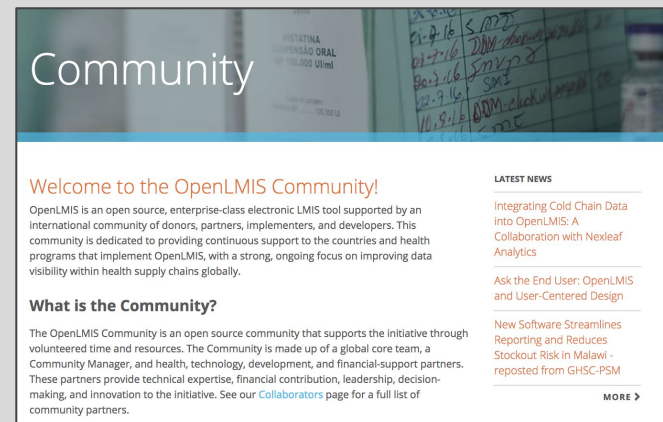 Community
NISTATINA
SUSPENSÃO ORAL
100.000 UI/ml
Welcome to the OpenLMIS Community!
OpenLMIS is an open source, enterprise-class electronic LMIS tool supported by an
international community of donors, partners, implementers, and developers. This
community is dedicated to providing continuous support to the countries and health
programs that implement OpenLMIS, with a strong, ongoing focus on improving data
visibility within health supply chains globally.
What is the Community?
The OpenLMIS Community is an open source community that supports the initiative through
volunteered time and resources. The Community is made up of a global core team, a
Community Manager, and health, technology, development, and financial-support partners.
These partners provide technical expertise, financial contribution, leadership, decision-
making, and innovation to the initiative. See our Collaborators page for a full list of
community partners.
LATEST NEWS
Integrating Cold Chain Data
into OpenLMIS: A
Collaboration with Nexleaf
Analytics
Ask the End User: OpenLMIS
and User-Centered Design
New Software Streamlines
Reporting and Reduces
Stockout Risk in Malawi -
reposted from GHSC-PSM
MORE